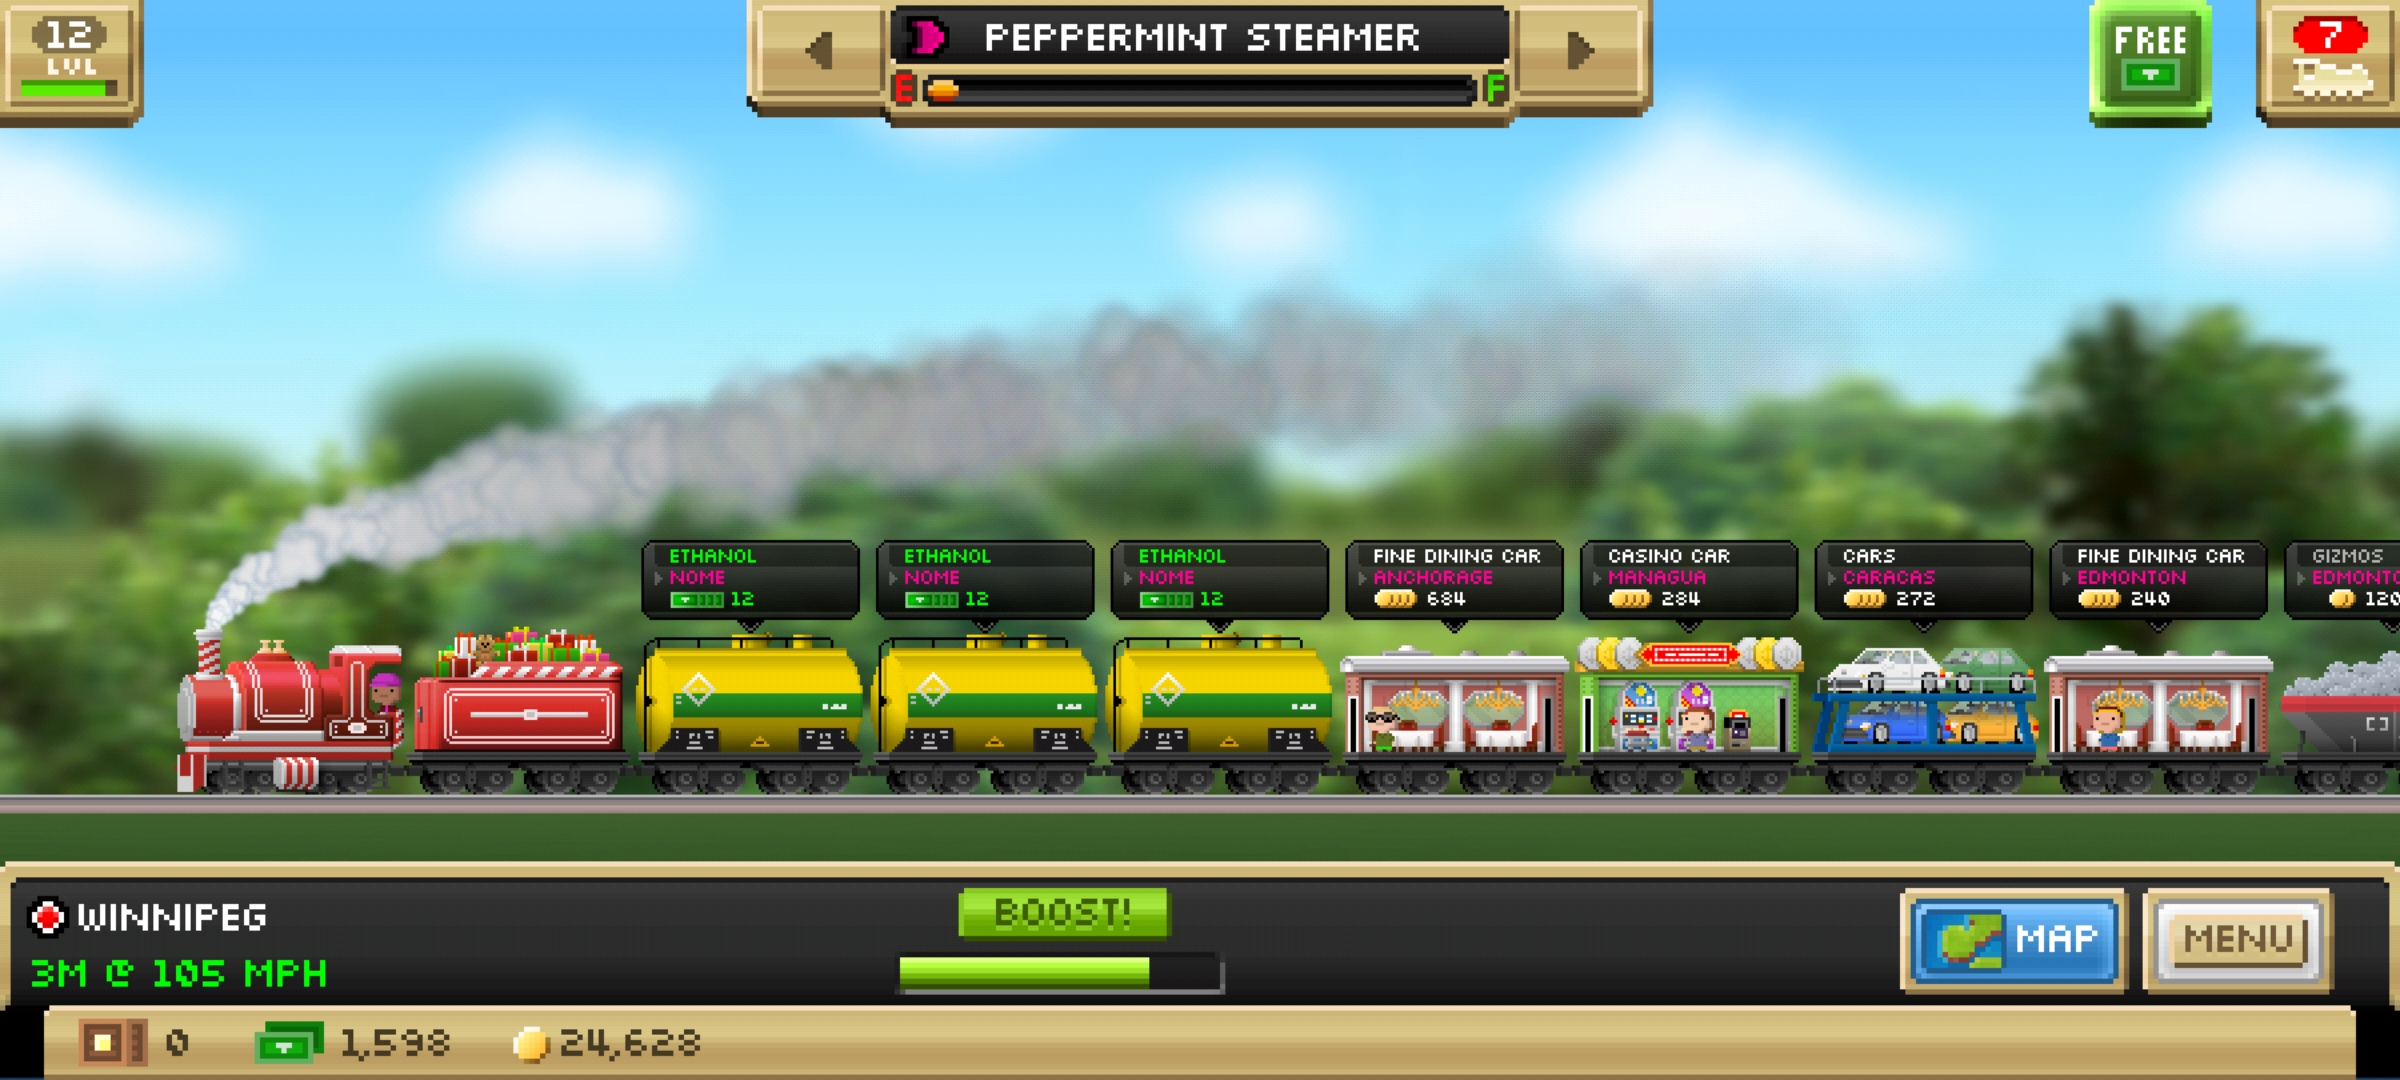 12
LVL
PEPPERMINT STEAMER
E F
FREE
7
ETHANOL
NOME
12
ETHANOL
NOME
12
ETHANOL
NOME
12
FINE DINING CAR
ANCHORAGE
684
CASINO CAR
MANAGUA
284
CARS
CARACAS
272
FINE DINING CAR
EDMONTON
240
GIZMOS
EDMONTO
120
WINNIPEG
3M @ 105 MPH
BOOST!
MAP
MENU
0
1,598
24,628